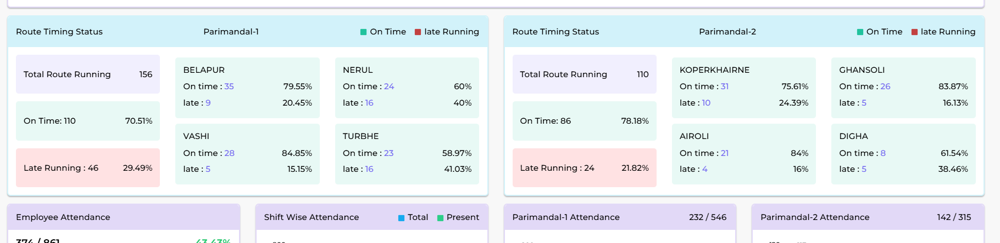 Route Timing Status Parimandal-1 On Time late Running
Total Route Running 156
On Time: 110 70.51%
Late Running : 46 29.49%
BELAPUR
On time : 35 79.55%
late : 9 20.45%
NERUL
On time : 24 60%
late : 16 40%
VASHI
On time : 28 84.85%
late : 5 15.15%
TURBHE
On time : 23 58.97%
late : 16 41.03%
Route Timing Status Parimandal-2 On Time late Running
Total Route Running 110
On Time: 86 78.18%
Late Running : 24 21.82%
KOPERKHAIRNE
On time : 31 75.61%
late : 10 24.39%
GHANSOLI
On time : 26 83.87%
late : 5 16.13%
AIROLI
On time : 21 84%
late : 4 16%
DIGHA
On time : 8 61.54%
late : 5 38.46%
Employee Attendance
374 / 861 43.43%
Shift Wise Attendance Total Present
Parimandal-1 Attendance 232 / 546
Parimandal-2 Attendance 142 / 315